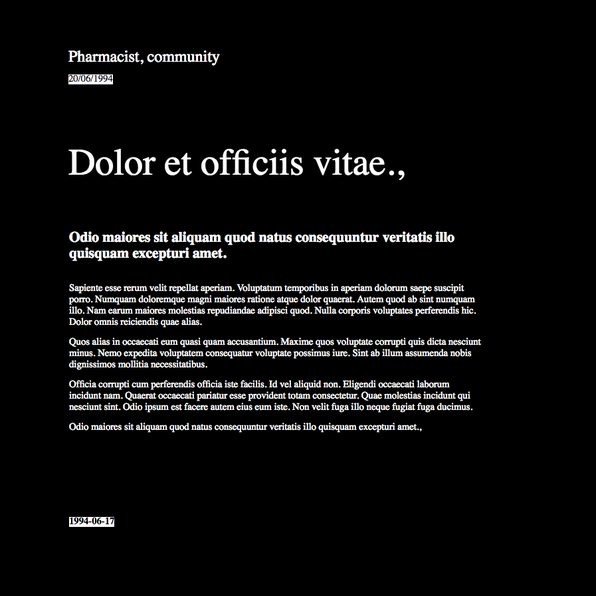 Pharmacist, community
20/06/1994
Dolor et officiis vitae.,
Odio maiores sit aliquam quod natus consequuntur veritatis illo
quisquam excepturi amet.
Sapiente esse rerum velit repellat aperiam. Voluptatum temporibus in aperiam dolorum saepe suscipit
porro. Numquam doloremque magni maiores ratione atque dolor quaerat. Autem quod ab sint numquam
illo. Nam earum maiores molestias repudiandae adipisci quod. Nulla corporis voluptates perferendis hic.
Dolor omnis reiciendis quae alias.
Quos alias in occaecati eum quasi quam accusantium. Maxime quos voluptate corrupti quis dicta nesciunt
minus. Nemo expedita voluptatem consequatur voluptate possimus iure. Sint ab illum assumenda nobis
dignissimos mollitia necessitatibus.
Officia corrupti cum perferendis officia iste facilis. Id vel aliquid non. Eligendi occaecati laborum
incidunt nam. Quaerat occaecati pariatur esse provident totam consectetur. Quae molestias incidunt qui
nesciunt sint. Odio ipsum est facere autem eius eum iste. Non velit fuga illo neque fugiat fuga ducimus.
Odio maiores sit aliquam quod natus consequuntur veritatis illo quisquam excepturi amet.,
1994-06-17